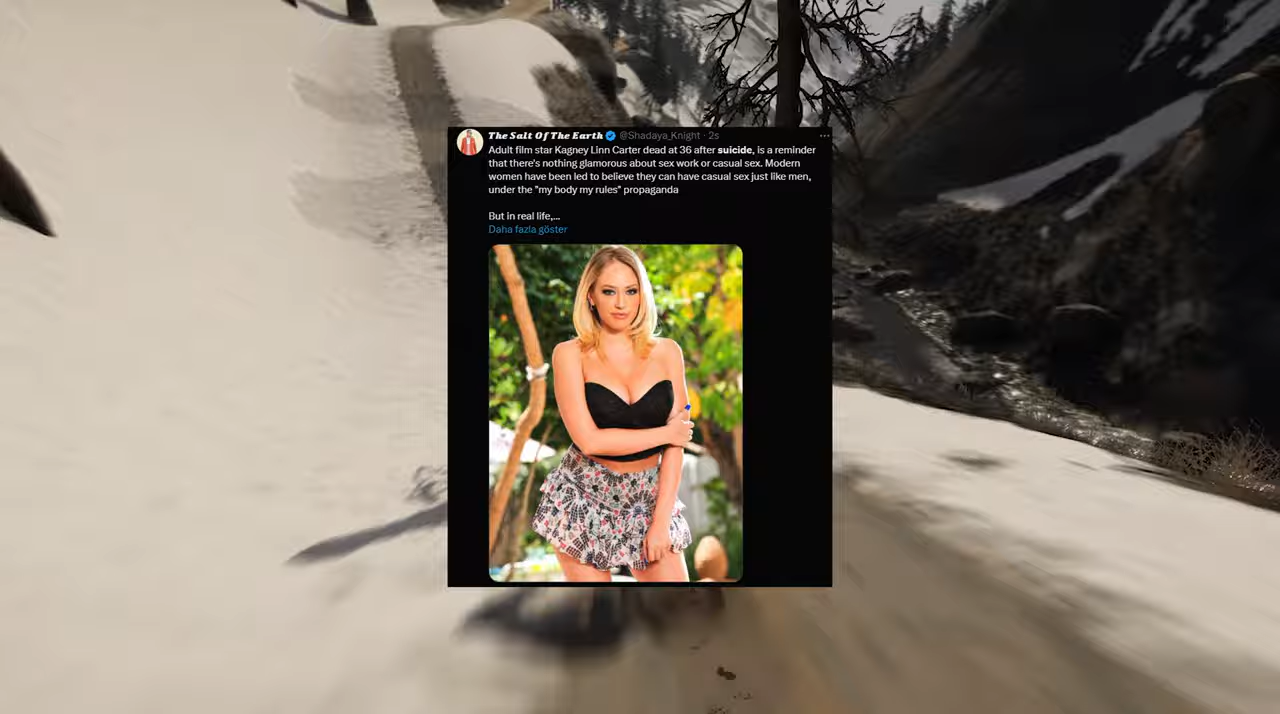 The Salt Of The Earth @Shadaya_Knight · 2s
Adult film star Kagney Linn Carter dead at 36 after suicide, is a reminder
that there's nothing glamorous about sex work or casual sex. Modern
women have been led to believe they can have casual sex just like men,
under the "my body my rules" propaganda
But in real life,...
Daha fazla göster